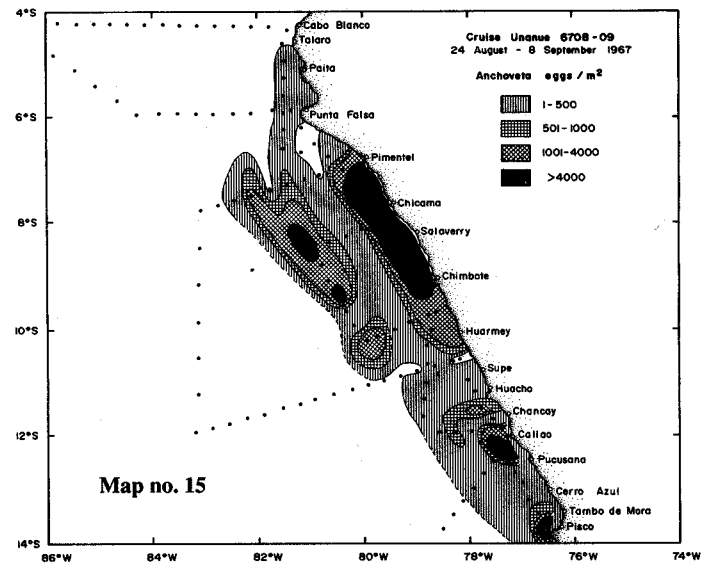 4°S
6°S
8°S
10°S
12°S
14°S
86°W
84°W
82°W
80°W
78°W
76°W
74°W
Cruise Unanue 6708-09
24 August - 8 September 1967
Anchoveta eggs / m²
1-500
501-1000
1001-4000
>4000
Cabo Blanco
Talara
Paita
Punta Falsa
Pimentel
Chicama
Salaverry
Chimbote
Huarmey
Supe
Huacho
Chancay
Callao
Pucusana
Cerro Azul
Tambo de Mora
Pisco
Map no. 15